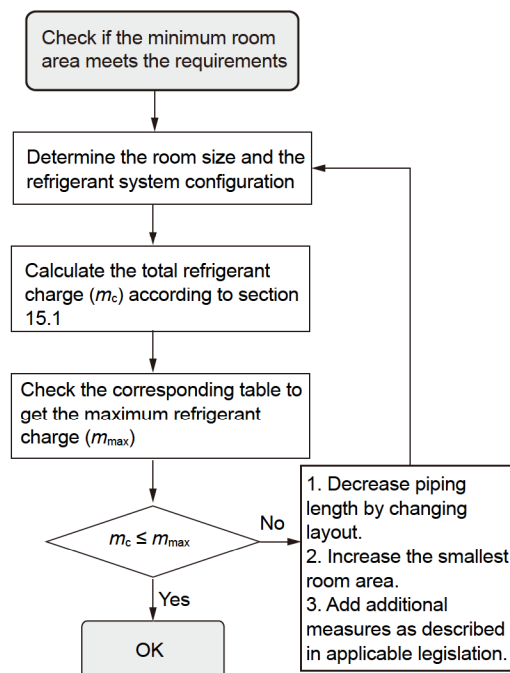 Check if the minimum room
area meets the requirements
Determine the room size and the
refrigerant system configuration
Calculate the total refrigerant
charge (mc) according to section
15.1
Check the corresponding table to
get the maximum refrigerant
charge (mmax)
mc ≤ mmax
No
Yes
OK
1. Decrease piping
length by changing
layout.
2. Increase the smallest
room area.
3. Add additional
measures as described
in applicable legislation.